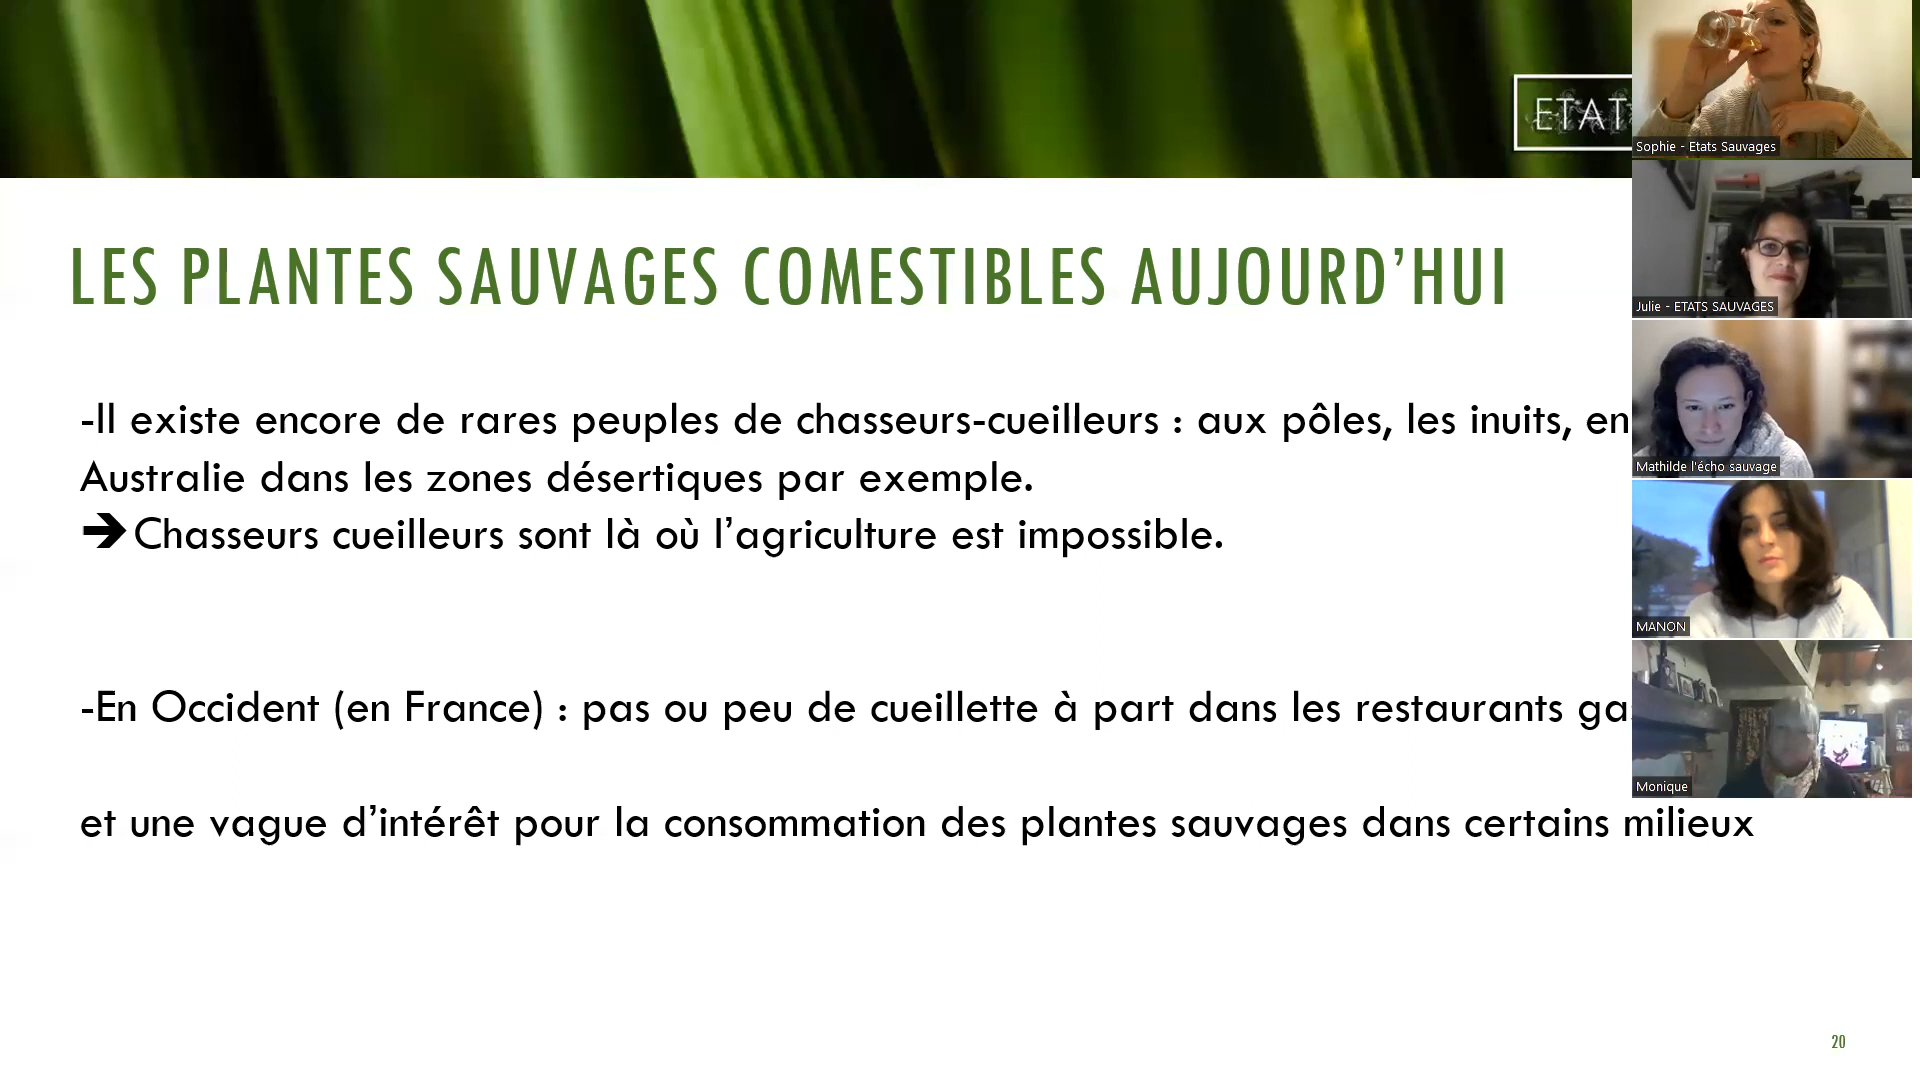 ETAT
LES PLANTES SAUVAGES COMESTIBLES AUJOURD’HUI
-Il existe encore de rares peuples de chasseurs-cueilleurs : aux pôles, les inuits, en
Australie dans les zones désertiques par exemple.
➔Chasseurs cueilleurs sont là où l’agriculture est impossible.
-En Occident (en France) : pas ou peu de cueillette à part dans les restaurants
et une vague d’intérêt pour la consommation des plantes sauvages dans certains milieux
20
Sophie - Etats Sauvages
Julie - ETATS SAUVAGES
Mathilde l'écho sauvage
MANON
Monique